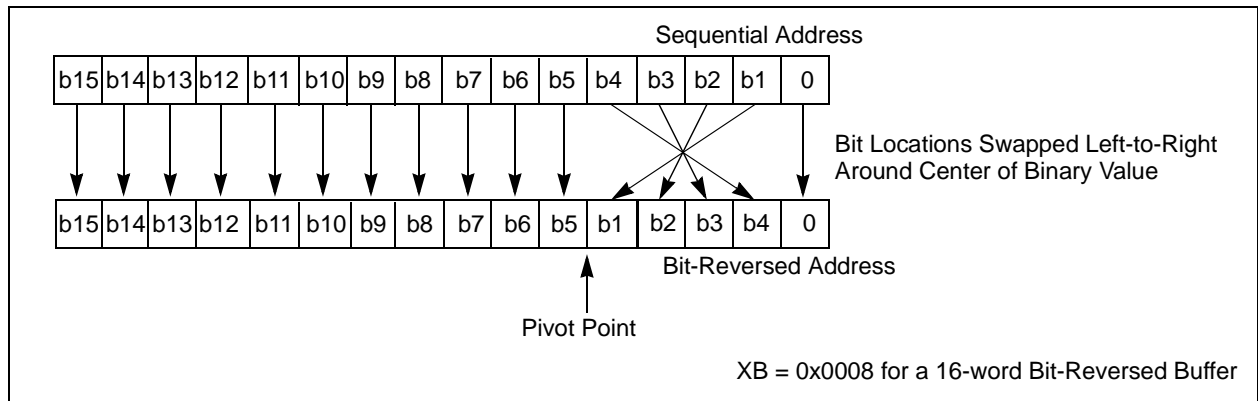 Sequential Address
b15 b14 b13 b12 b11 b10 b9 b8 b7 b6 b5 b4 b3 b2 b1 0
Bit Locations Swapped Left-to-Right
Around Center of Binary Value
b15 b14 b13 b12 b11 b10 b9 b8 b7 b6 b5 b1 b2 b3 b4 0
Bit-Reversed Address
Pivot Point
XB = 0x0008 for a 16-word Bit-Reversed Buffer